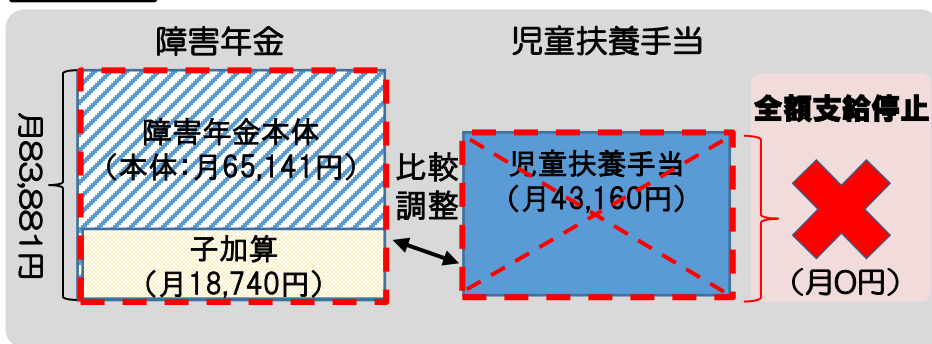 障害年金
児童扶養手当
月83,881円
障害年金本体
(本体:月65,141円)
子加算
(月18,740円)
比較
調整
児童扶養手当
(月43,160円)
全額支給停止
(月0円)